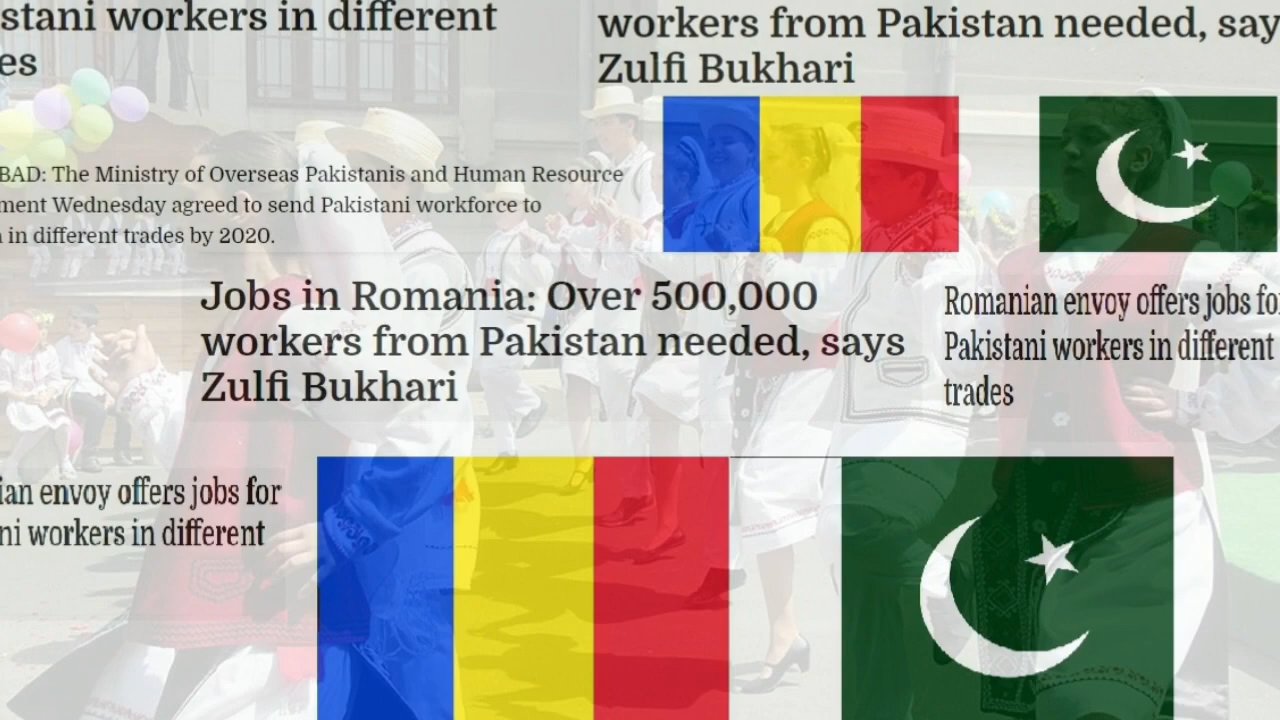 stani workers in different
es
workers from Pakistan needed, say
Zulfi Bukhari
BAD: The Ministry of Overseas Pakistanis and Human Resource
ment Wednesday agreed to send Pakistani workforce to
in different trades by 2020.
Jobs in Romania: Over 500,000
workers from Pakistan needed, says
Zulfi Bukhari
Romanian envoy offers jobs fo
Pakistani workers in different
trades
ian envoy offers jobs for
ni workers in different